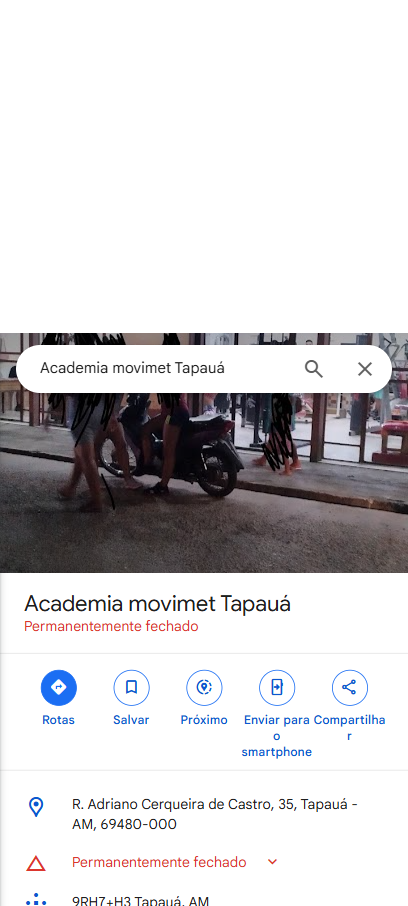 Academia movimet Tapauá
Academia movimet Tapauá
Permanentemente fechado
Rotas
Salvar
Próximo
Enviar para
o
smartphone
Compartilha
r
R. Adriano Cerqueira de Castro, 35, Tapauá -
AM, 69480-000
Permanentemente fechado
9RH7+H3 Tapauá, AM